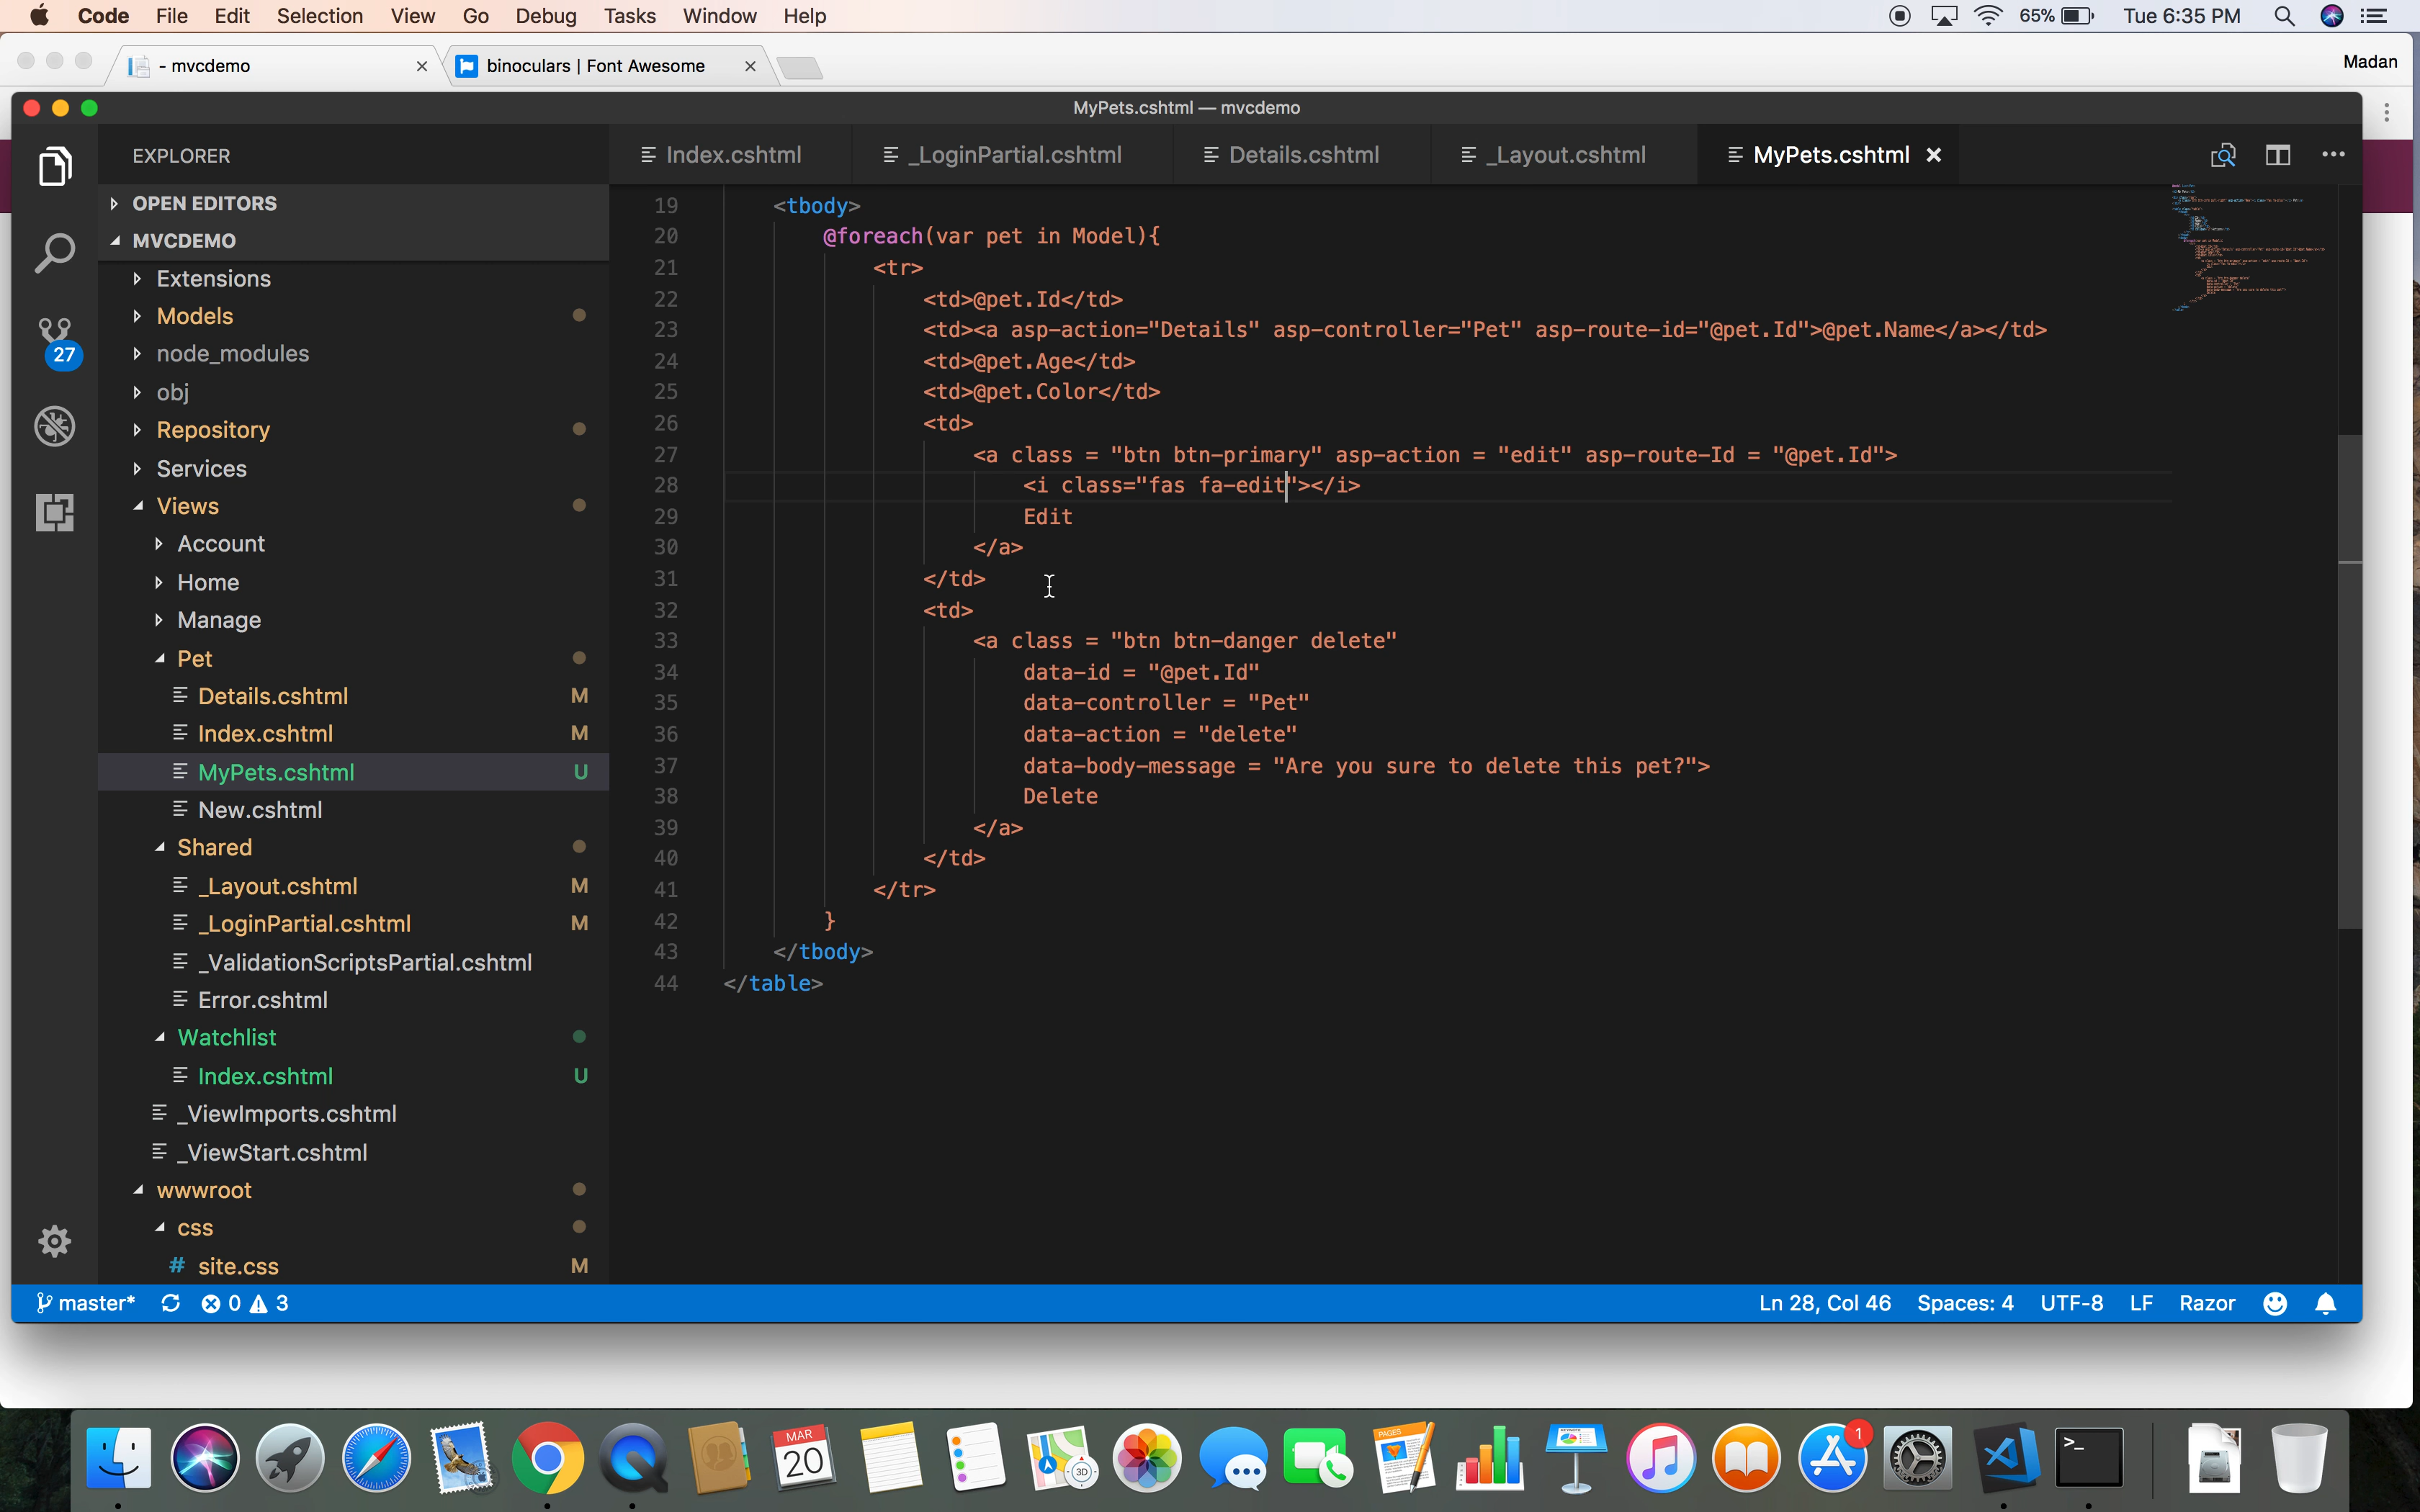 Code File Edit Selection View Go Debug Tasks Window Help 65% Tue 6:35 PM
- mvcdemo binoculars | Font Awesome Madan
MyPets.cshtml — mvcdemo
EXPLORER
Index.cshtml _LoginPartial.cshtml Details.cshtml _Layout.cshtml MyPets.cshtml
OPEN EDITORS
MVCDEMO
Extensions
Models
node_modules
27
obj
Repository
Services
Views
Account
Home
Manage
Pet
Details.cshtml M
Index.cshtml M
MyPets.cshtml U
New.cshtml
Shared
_Layout.cshtml M
_LoginPartial.cshtml M
_ValidationScriptsPartial.cshtml
Error.cshtml
Watchlist
Index.cshtml U
_ViewImports.cshtml
_ViewStart.cshtml
wwwroot
css
# site.css M
19 <tbody>
20 @foreach(var pet in Model){
21 <tr>
22 <td>@pet.Id</td>
23 <td><a asp-action="Details" asp-controller="Pet" asp-route-id="@pet.Id">@pet.Name</a></td>
24 <td>@pet.Age</td>
25 <td>@pet.Color</td>
26 <td>
27 <a class = "btn btn-primary" asp-action = "edit" asp-route-Id = "@pet.Id">
28 <i class="fas fa-edit"></i>
29 Edit
30 </a>
31 </td>
32 <td>
33 <a class = "btn btn-danger delete"
34 data-id = "@pet.Id"
35 data-controller = "Pet"
36 data-action = "delete"
37 data-body-message = "Are you sure to delete this pet?">
38 Delete
39 </a>
40 </td>
41 </tr>
42 }
43 </tbody>
44 </table>
master* 0 3 Ln 28, Col 46 Spaces: 4 UTF-8 LF Razor
MAR
20
3D
PAGES
1
>_